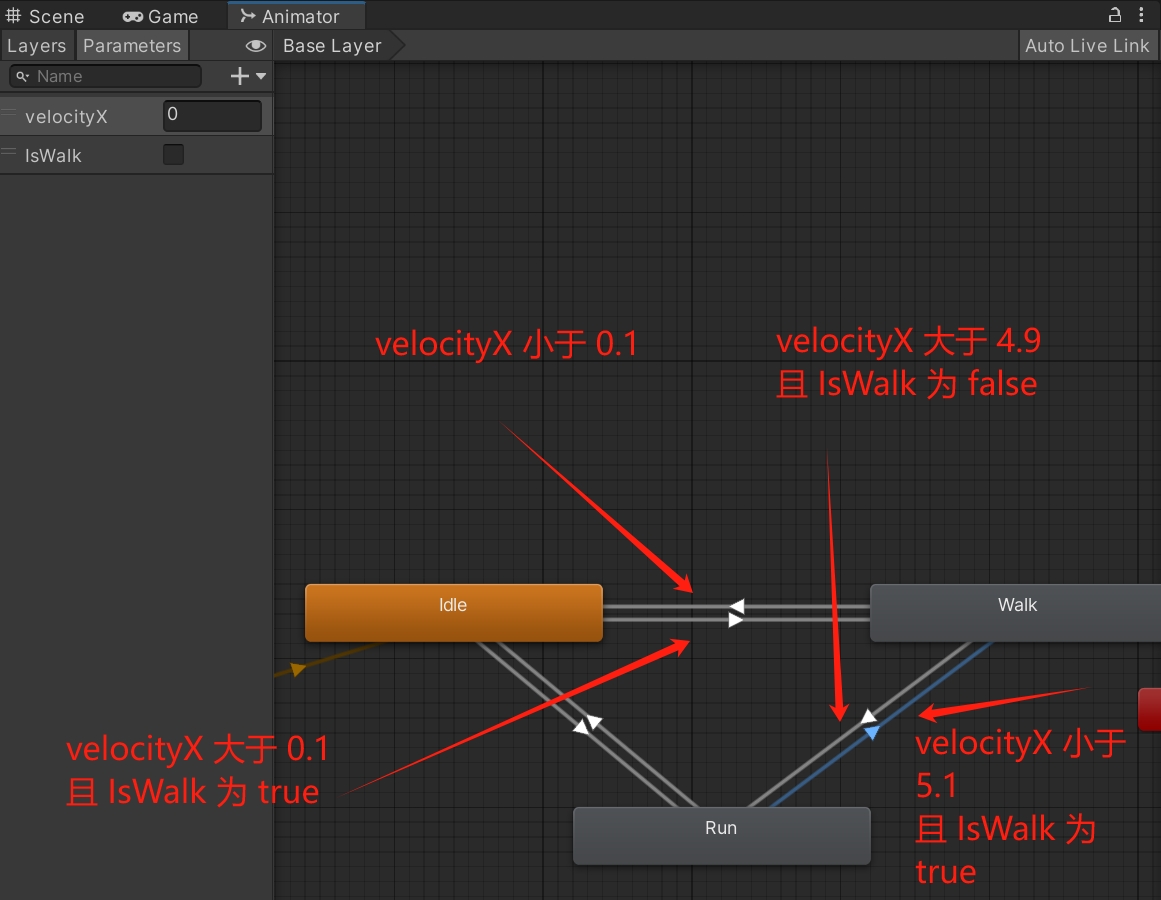 Scene Game Animator
Layers Parameters Base Layer Auto Live Link
Name
velocityX 0
IsWalk
velocityX 小于 0.1
velocityX 大于 4.9
且 IsWalk 为 false
Idle
Walk
velocityX 大于 0.1
且 IsWalk 为 true
velocityX 小于
5.1
且 IsWalk 为
true
Run